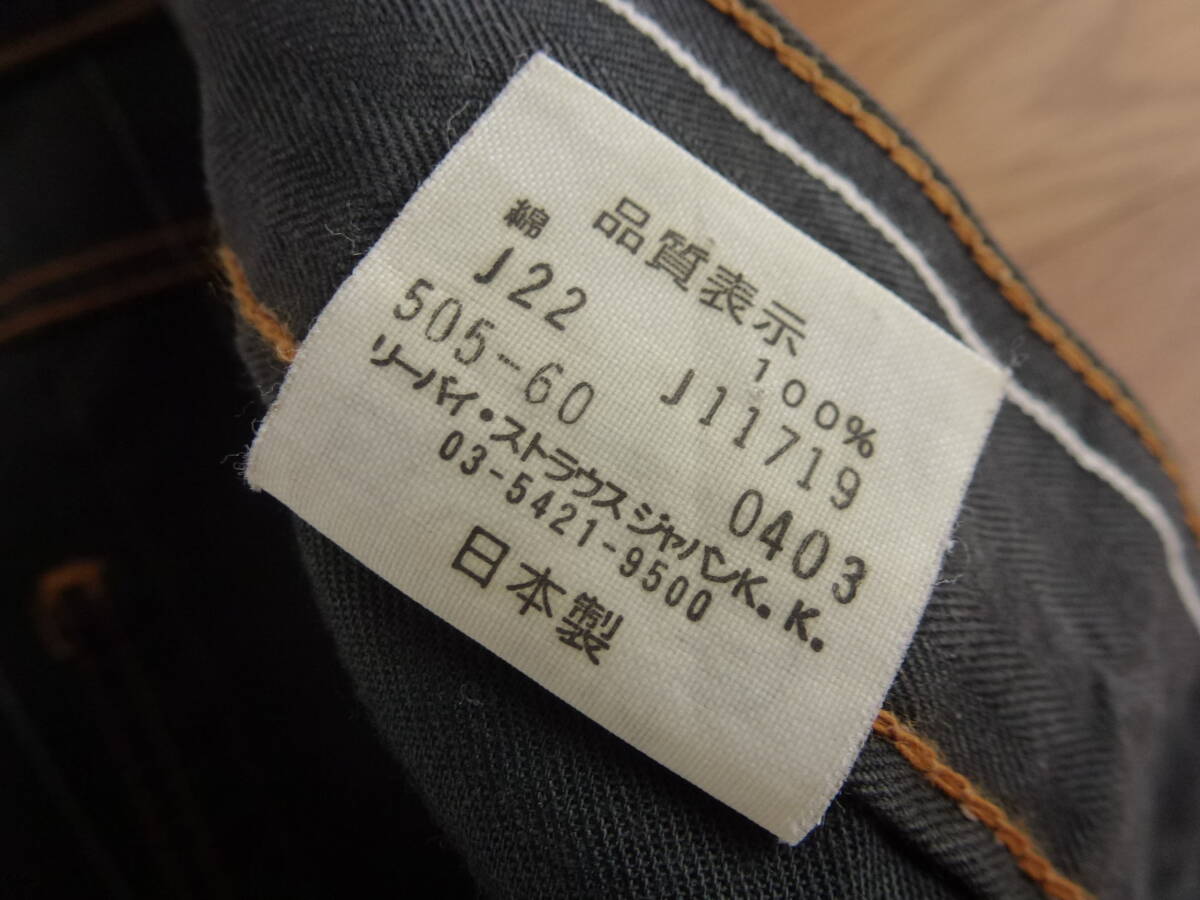 品質表示
綿 100%
J22 J11719
505-60 0403
リーバイ・ストラウス ジャパンK.K.
03-5421-9500
日本製